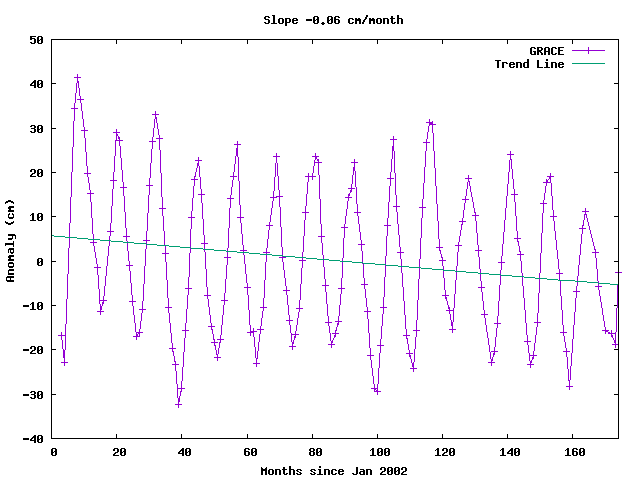 Slope -0.06 cm/month
50
40
30
20
10
0
-10
-20
-30
-40
Anomaly (cm)
GRACE
Trend Line
0 20 40 60 80 100 120 140 160
Months since Jan 2002